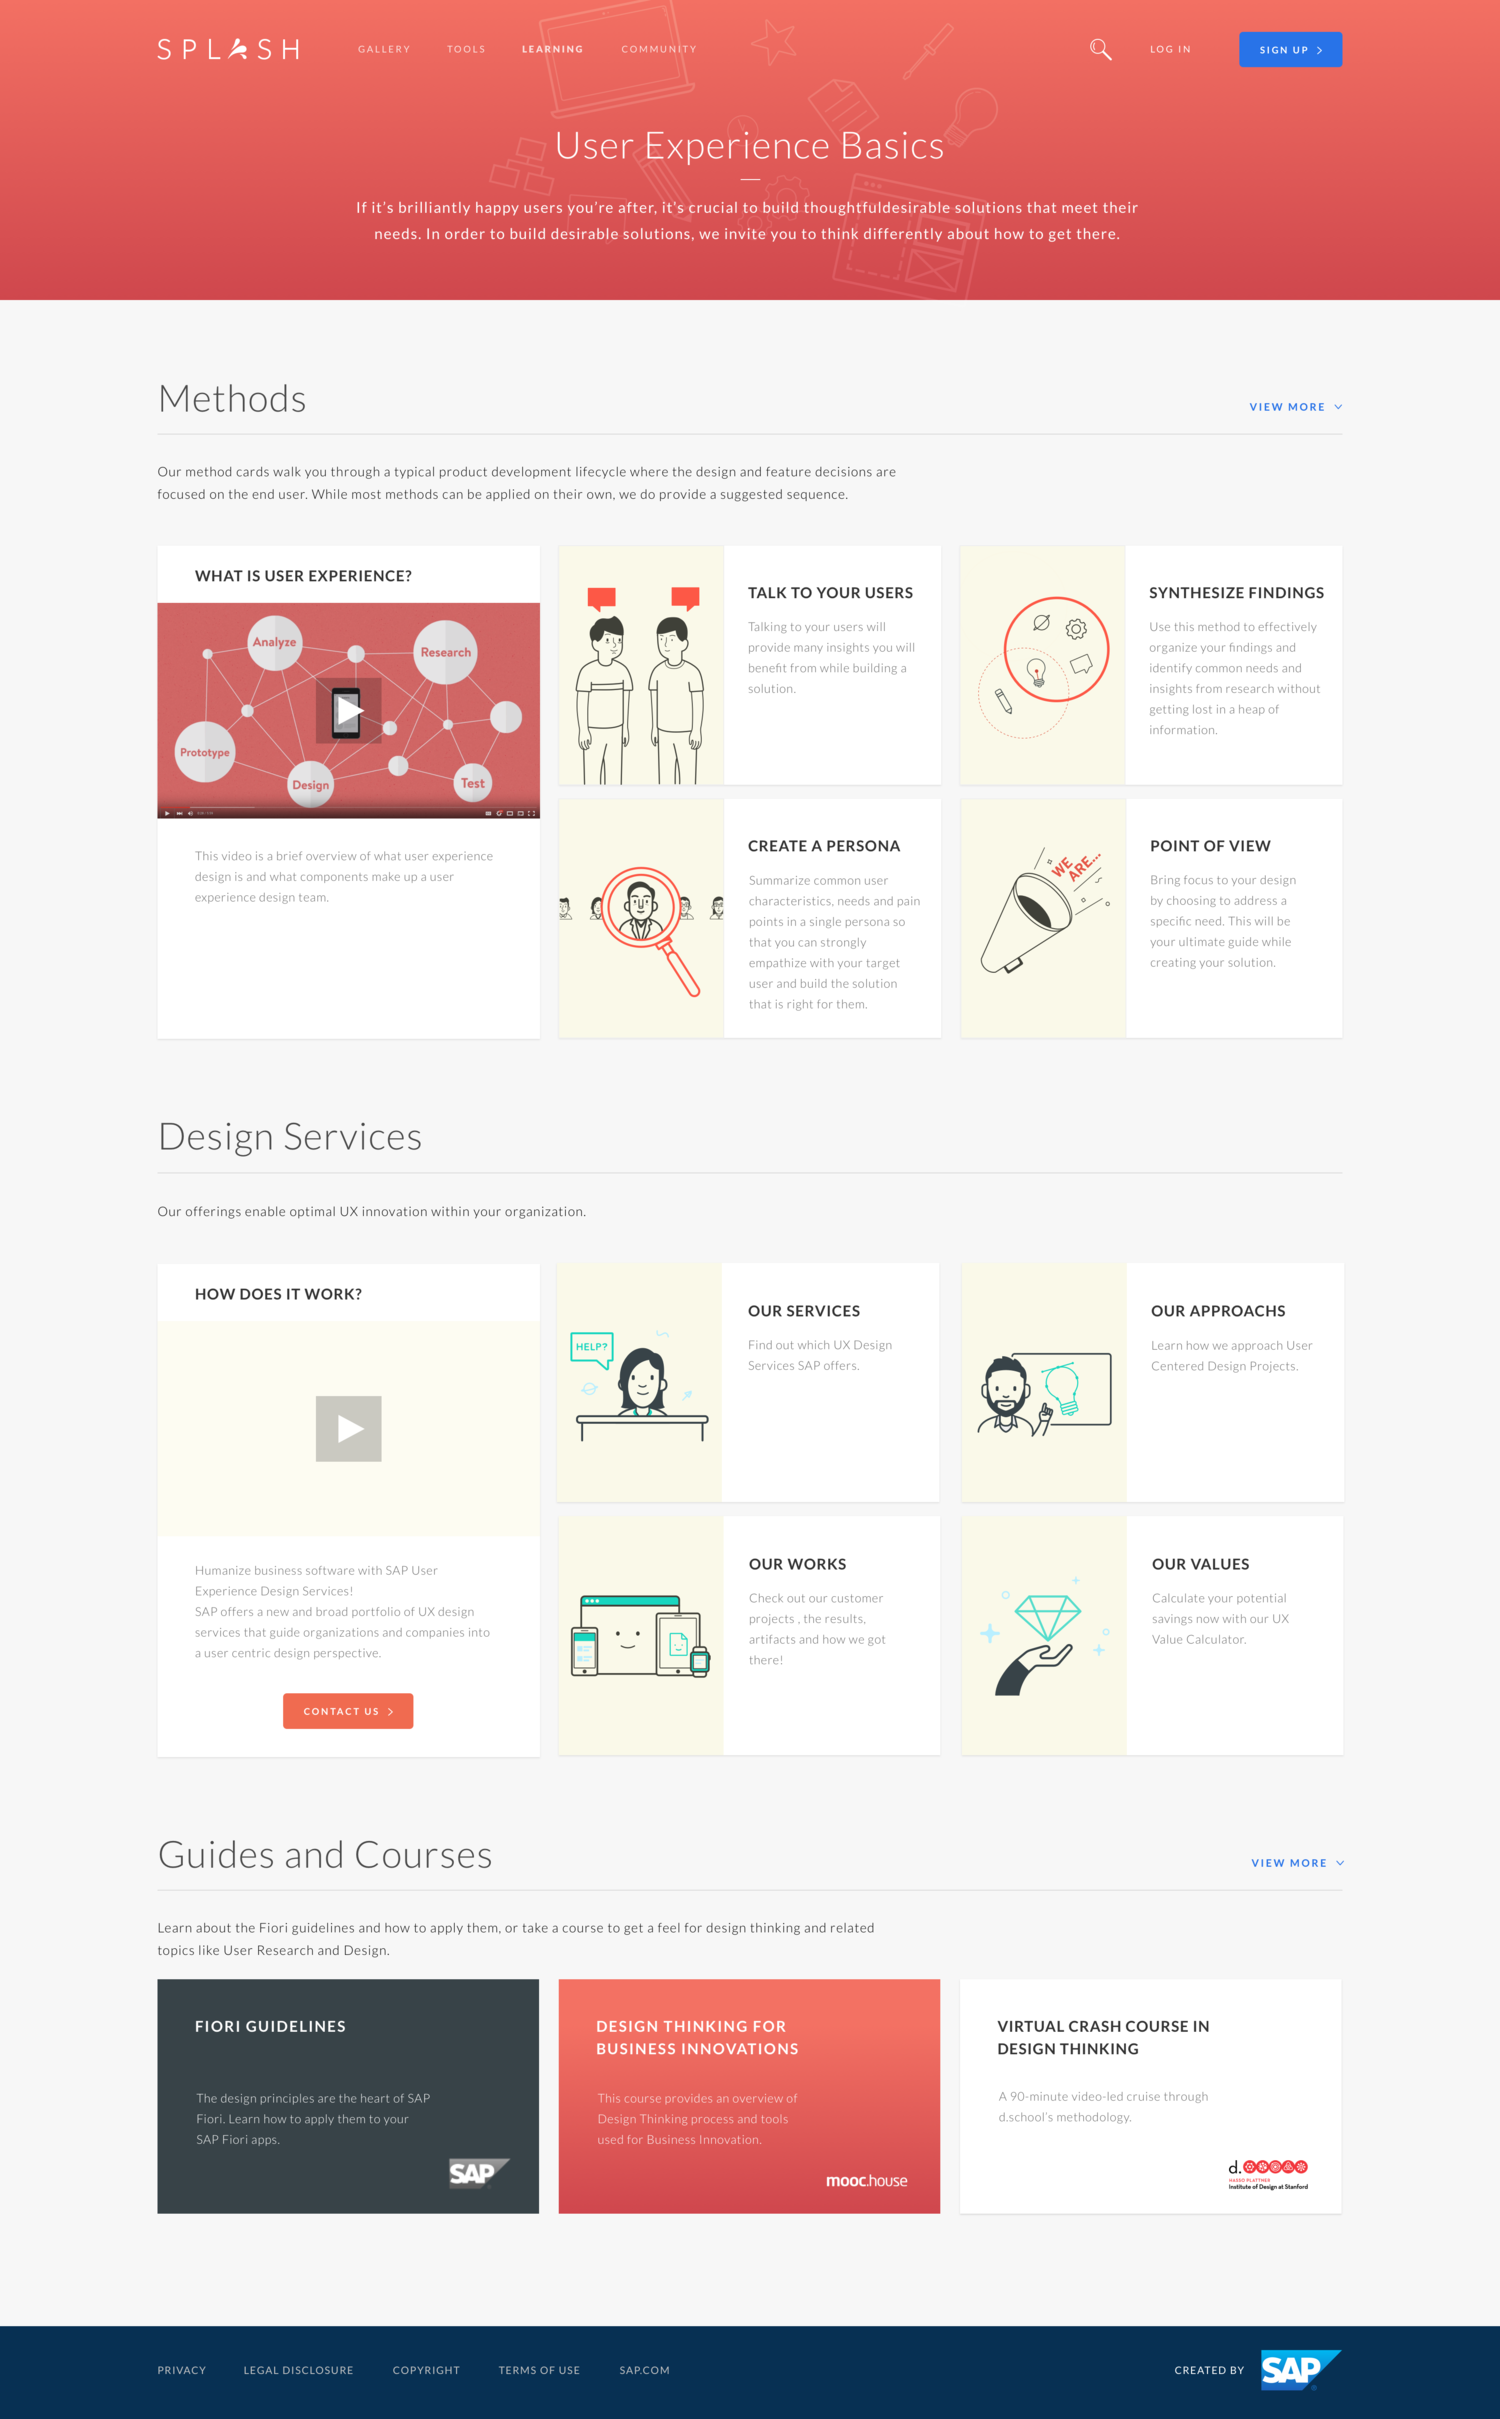 SPLASH
GALLERY
TOOLS
LEARNING
COMMUNITY
LOG IN
SIGN UP
User Experience Basics
If it's brilliantly happy users you're after, it's crucial to build thoughtfuldesirable solutions that meet their
needs. In order to build desirable solutions, we invite you to think differently about how to get there.
Methods
VIEW MORE
Our method cards walk you through a typical product development lifecycle where the design and feature decisions are
focused on the end user. While most methods can be applied on their own, we do provide a suggested sequence.
WHAT IS USER EXPERIENCE?
Analyze
Research
Prototype
Design
Test
This video is a brief overview of what user experience
design is and what components make up a user
experience design team.
TALK TO YOUR USERS
Talking to your users will
provide many insights you will
benefit from while building a
solution.
SYNTHESIZE FINDINGS
Use this method to effectively
organize your findings and
identify common needs and
insights from research without
getting lost in a heap of
information.
CREATE A PERSONA
Summarize common user
characteristics, needs and pain
points in a single persona so
that you can strongly
empathize with your target
user and build the solution
that is right for them.
WE
ARE...
POINT OF VIEW
Bring focus to your design
by choosing to address a
specific need. This will be
your ultimate guide while
creating your solution.
Design Services
Our offerings enable optimal UX innovation within your organization.
HOW DOES IT WORK?
Humanize business software with SAP User
Experience Design Services!
SAP offers a new and broad portfolio of UX design
services that guide organizations and companies into
a user centric design perspective.
CONTACT US
HELP?
OUR SERVICES
Find out which UX Design
Services SAP offers.
OUR APPROACHS
Learn how we approach User
Centered Design Projects.
OUR WORKS
Check out our customer
projects , the results,
artifacts and how we got
there!
OUR VALUES
Calculate your potential
savings now with our UX
Value Calculator.
Guides and Courses
VIEW MORE
Learn about the Fiori guidelines and how to apply them, or take a course to get a feel for design thinking and related
topics like User Research and Design.
FIORI GUIDELINES
The design principles are the heart of SAP
Fiori. Learn how to apply them to your
SAP Fiori apps.
SAP
DESIGN THINKING FOR
BUSINESS INNOVATIONS
This course provides an overview of
Design Thinking process and tools
used for Business Innovation.
mooc.house
VIRTUAL CRASH COURSE IN
DESIGN THINKING
A 90-minute video-led cruise through
d.school's methodology.
d.
HASSO PLATTNER
Institute of Design at Stanford
PRIVACY
LEGAL DISCLOSURE
COPYRIGHT
TERMS OF USE
SAP.COM
CREATED BY
SAP